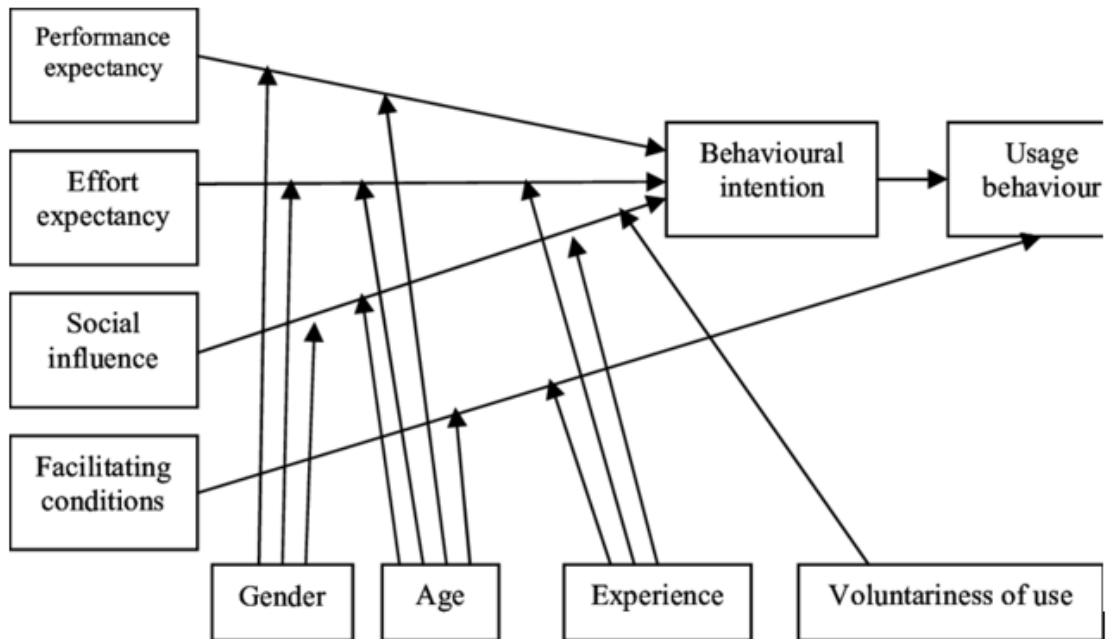 Performance
expectancy
Effort
expectancy
Social
influence
Facilitating
conditions
Behavioural
intention
Usage
behaviour
Gender
Age
Experience
Voluntariness of use